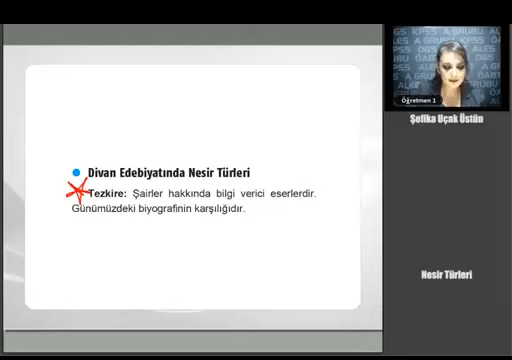 Divan Edebiyatında Nesir Türleri
Tezkire: Şairler hakkında bilgi verici eserlerdir.
Günümüzdeki biyografinin karşılığıdır.
Öğretmen 1
Şefika Uçak Üstün
Nesir Türleri